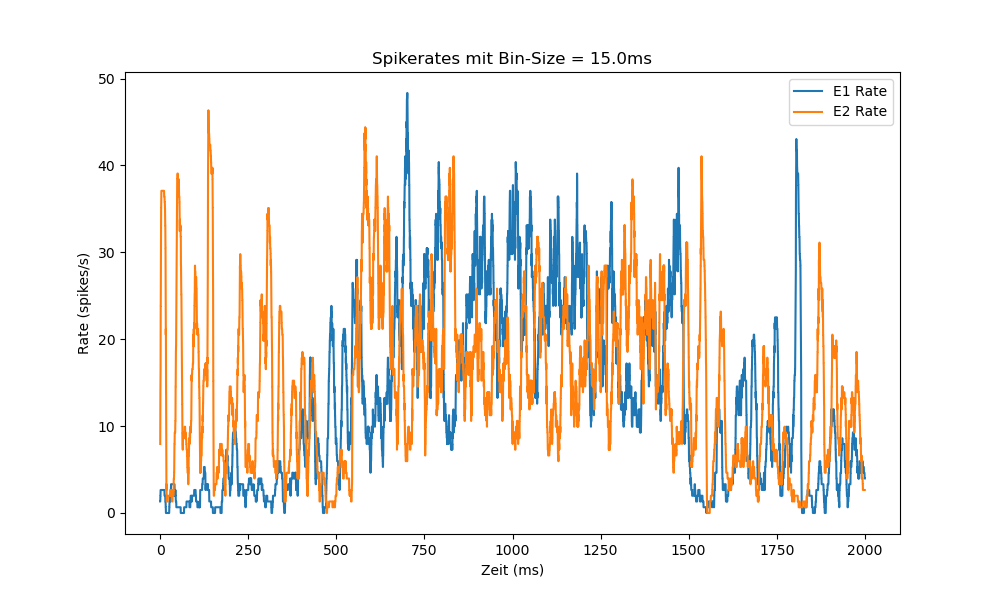 Spikerates mit Bin-Size = 15.0ms
E1 Rate
E2 Rate
50
40
30
20
10
0
Rate (spikes/s)
0 250 500 750 1000 1250 1500 1750 2000
Zeit (ms)